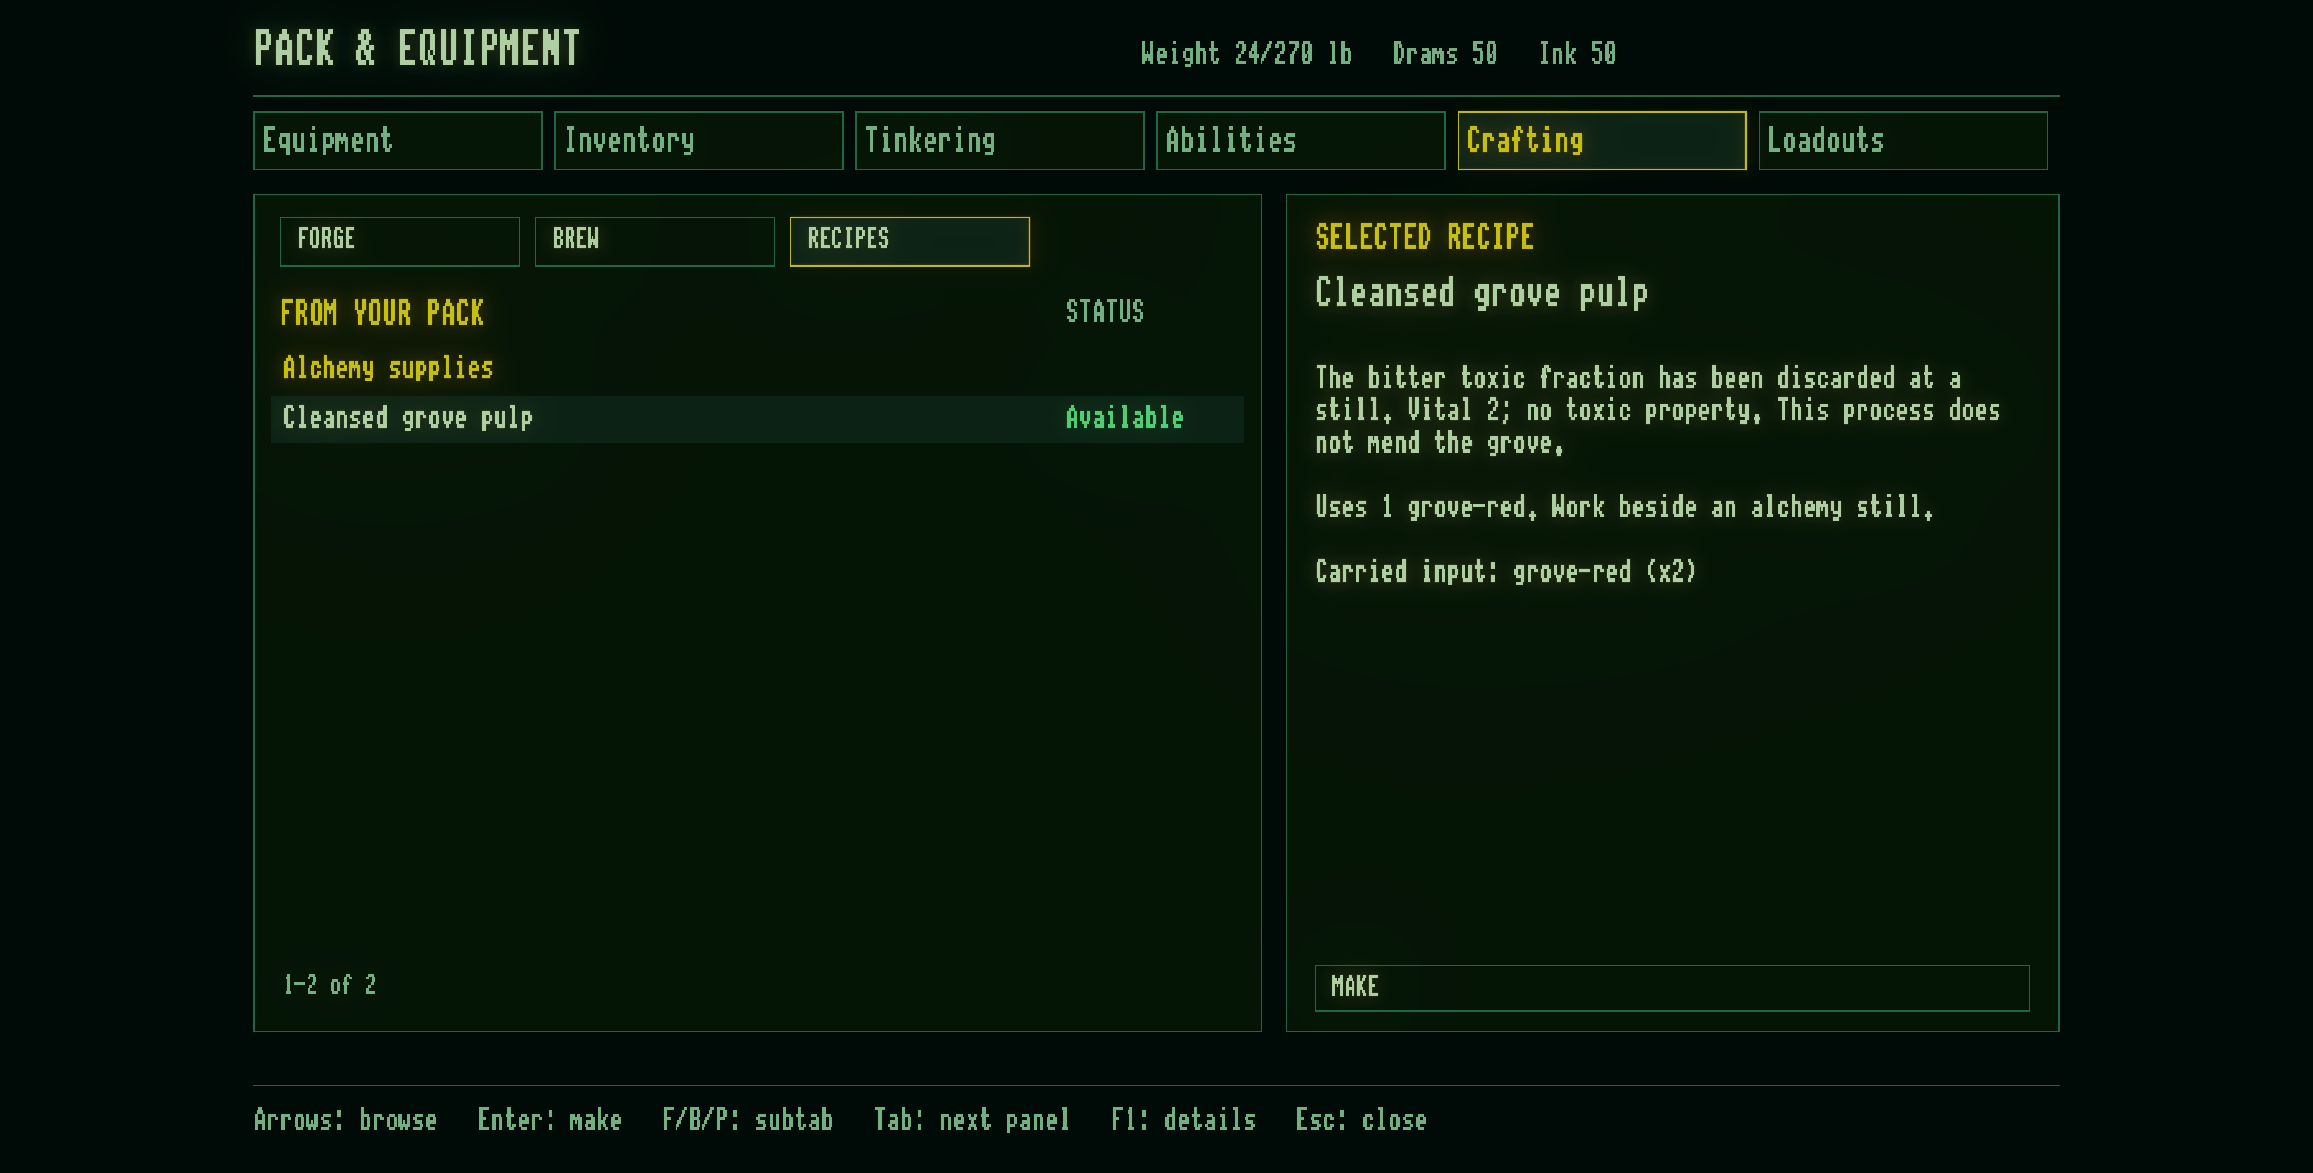 PACK & EQUIPMENT
Weight 24/270 lb Drams 50 Ink 50
Equipment Inventory Tinkering Abilities Crafting Loadouts
FORGE BREW RECIPES
FROM YOUR PACK STATUS
Alchemy supplies
Cleansed grove pulp Available
1-2 of 2
SELECTED RECIPE
Cleansed grove pulp
The bitter toxic fraction has been discarded at a
still. Vital 2; no toxic property. This process does
not mend the grove.
Uses 1 grove-red. Work beside an alchemy still.
Carried input: grove-red (x2)
MAKE
Arrows: browse Enter: make F/B/P: subtab Tab: next panel F1: details Esc: close